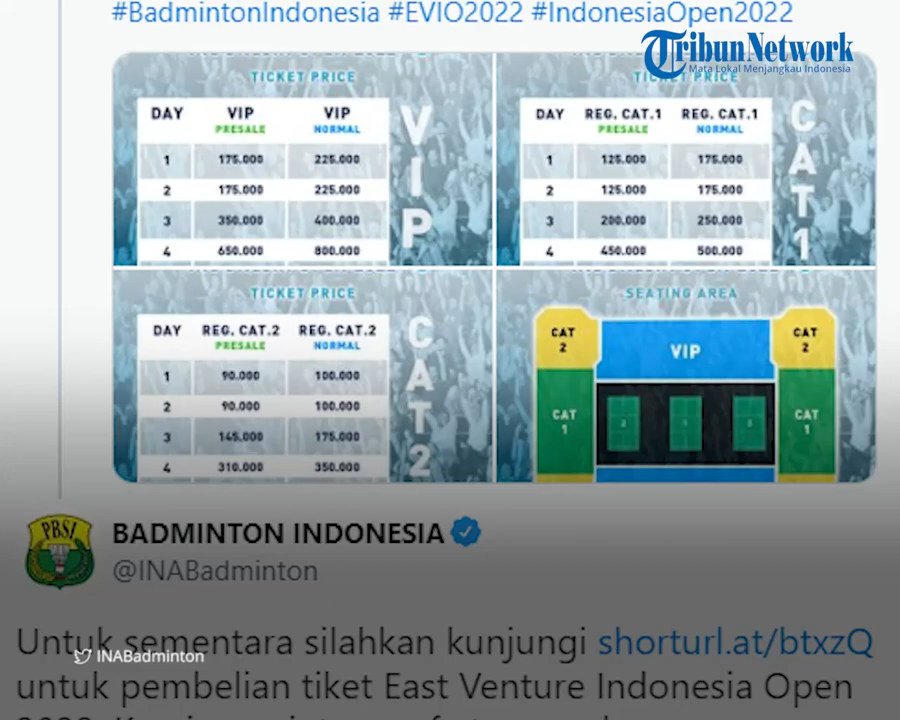 #BadmintonIndonesia #EVIO2022 #IndonesiaOpen2022
TribunNetwork
Mata Lokal Menjangkau Indonesia
TICKET PRICE
DAY VIP VIP
PRESALE NORMAL
1 175.000 225.000
2 175.000 225.000
3 350.000 400.000
4 650.000 800.000
VIP
TICKET PRICE
DAY REG. CAT.1 REG. CAT.1
PRESALE NORMAL
1 125.000 175.000
2 125.000 175.000
3 200.000 250.000
4 450.000 500.000
CAT1
TICKET PRICE
DAY REG. CAT.2 REG. CAT.2
PRESALE NORMAL
1 90.000 100.000
2 90.000 100.000
3 145.000 175.000
4 310.000 350.000
CAT2
SEATING AREA
CAT 2
VIP
CAT 2
CAT 1
2 1 3
CAT 1
PBSI
BADMINTON INDONESIA
@INABadminton
Untuk sementara silahkan kunjungi shorturl.at/btxzQ
INABadminton
untuk pembelian tiket East Venture Indonesia Open